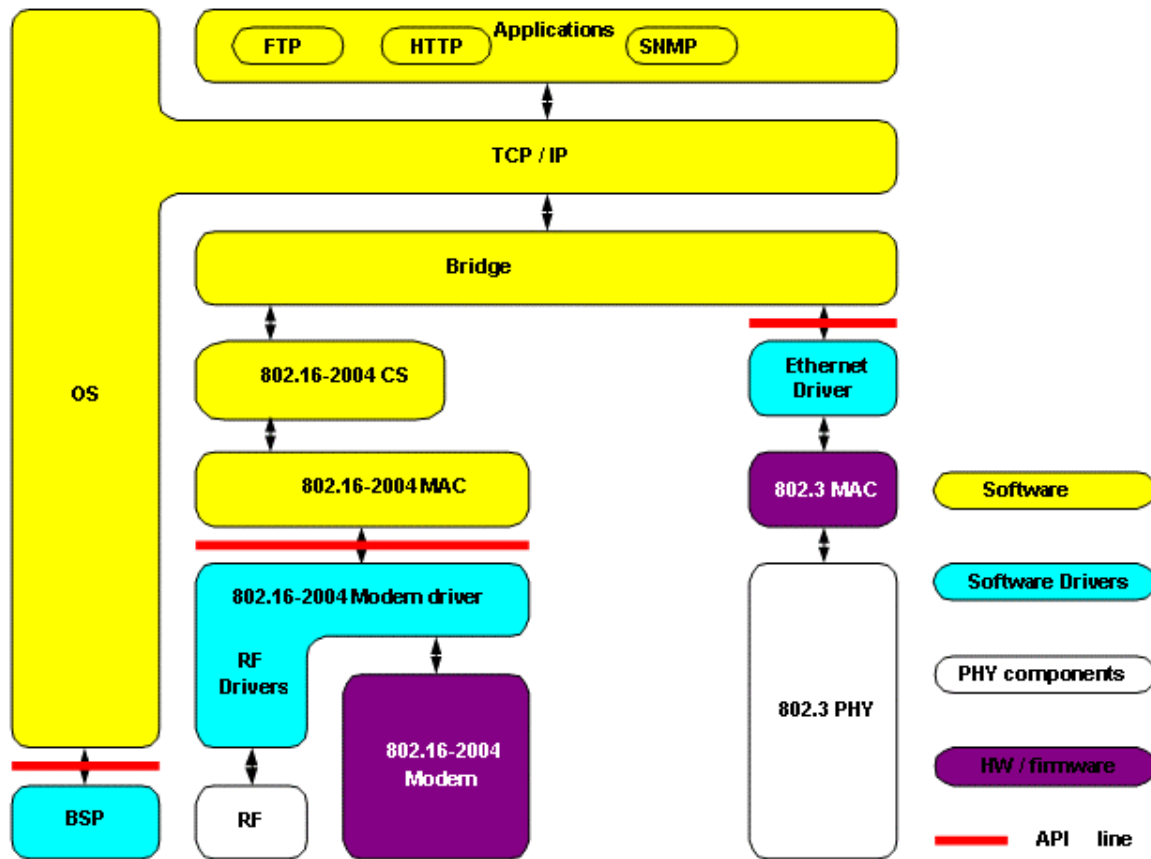 Applications
FTP
HTTP
SNMP
TCP / IP
Bridge
OS
802.16-2004 CS
Ethernet
Driver
802.16-2004 MAC
802.3 MAC
Software
802.16-2004 Modern driver
Software Drivers
RF
Drivers
PHY components
802.3 PHY
802.16-2004
Modern
HW / firmware
BSP
RF
API line